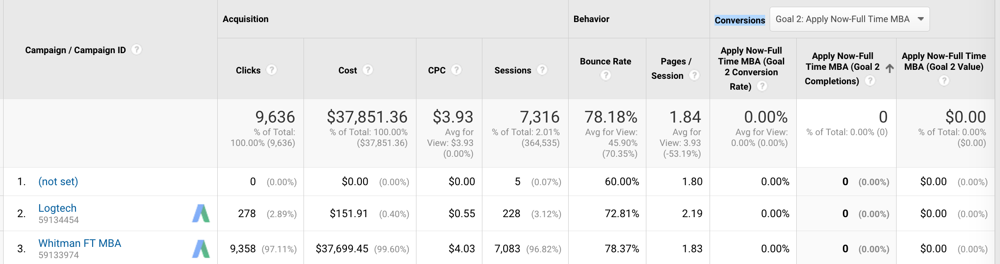 Acquisition
Behavior
Conversions
Goal 2: Apply Now-Full Time MBA
Campaign / Campaign ID ?
Clicks ?
Cost ?
CPC ?
Sessions ?
Bounce Rate
?
Pages /
Session ?
Apply Now-Full
Time MBA (Goal
2 Conversion
Rate) ?
Apply Now-Full
Time MBA (Goal 2
Completions) ?
Apply Now-Full Time
MBA (Goal 2 Value)
?
9,636
% of Total:
100.00% (9,636)
$37,851.36
% of Total: 100.00%
($37,851.36)
$3.93
Avg for
View: $3.93
(0.00%)
7,316
% of Total: 2.01%
(364,535)
78.18%
Avg for View:
45.90%
(70.35%)
1.84
Avg for
View: 3.93
(-53.19%)
0.00%
Avg for View:
0.00% (0.00%)
0
% of Total: 0.00% (0)
$0.00
% of Total: 0.00%
($0.00)
1. (not set) 0 (0.00%) $0.00 (0.00%) $0.00 5 (0.07%) 60.00% 1.80 0.00% 0 (0.00%) $0.00 (0.00%)
2. Logtech 278 (2.89%) $151.91 (0.40%) $0.55 228 (3.12%) 72.81% 2.19 0.00% 0 (0.00%) $0.00 (0.00%)
59134454
3. Whitman FT MBA 9,358 (97.11%) $37,699.45 (99.60%) $4.03 7,083 (96.82%) 78.37% 1.83 0.00% 0 (0.00%) $0.00 (0.00%)
59133974